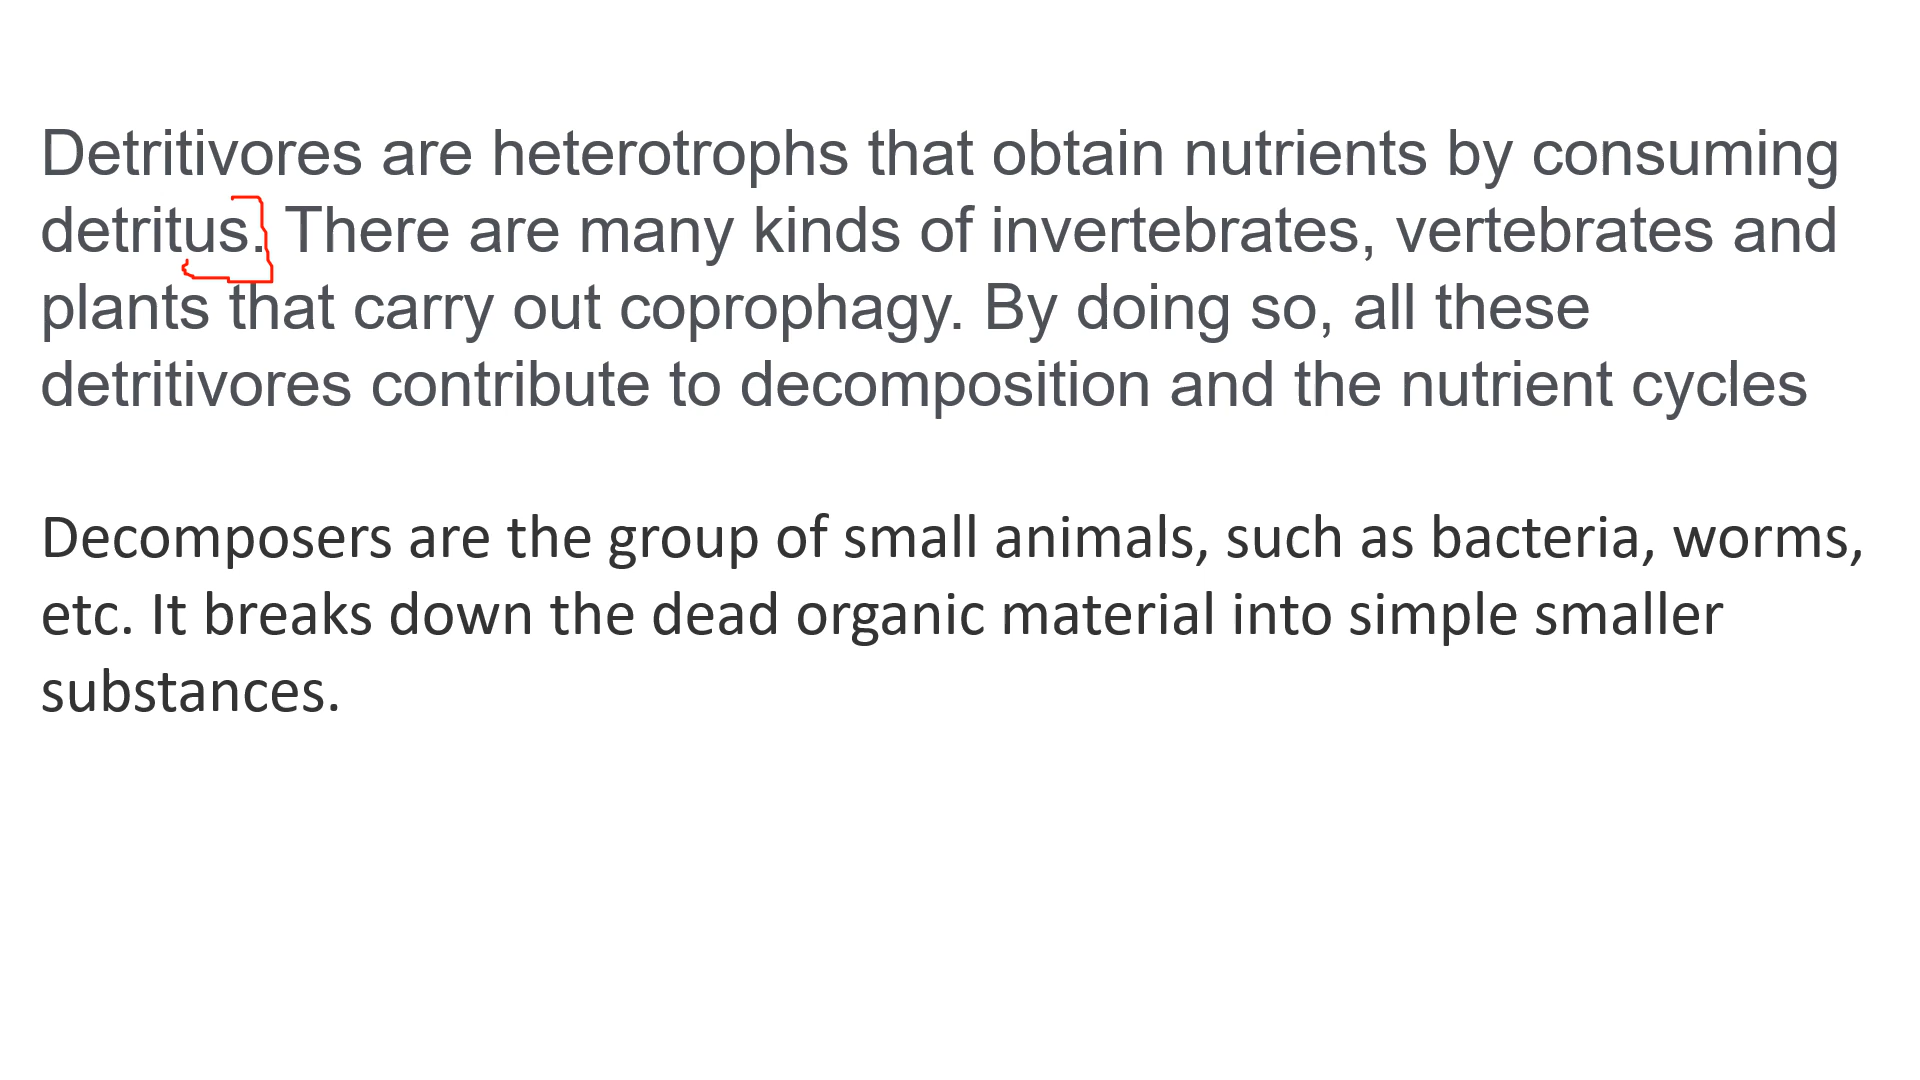 Detritivores are heterotrophs that obtain nutrients by consuming
detritus. There are many kinds of invertebrates, vertebrates and
plants that carry out coprophagy. By doing so, all these
detritivores contribute to decomposition and the nutrient cycles
Decomposers are the group of small animals, such as bacteria, worms,
etc. It breaks down the dead organic material into simple smaller
substances.